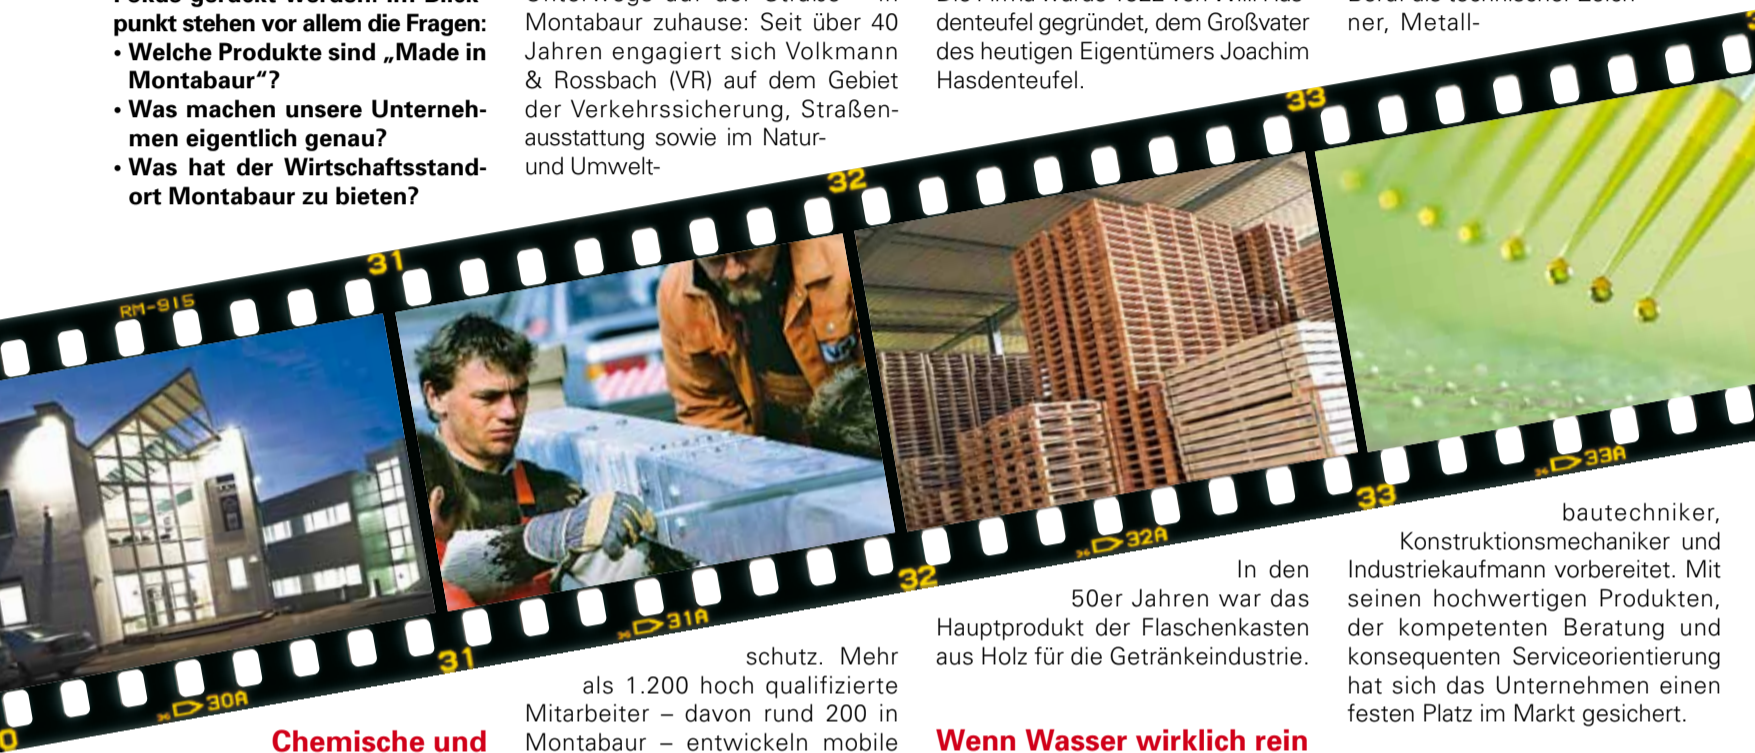 punkt stehen vor allem die Fragen:
• Welche Produkte sind „Made in
Montabaur“?
• Was machen unsere Unterneh-
men eigentlich genau?
• Was hat der Wirtschaftsstand-
ort Montabaur zu bieten?
Chemische und
Montabaur zuhause: Seit über 40
Jahren engagiert sich Volkmann
& Rossbach (VR) auf dem Gebiet
der Verkehrssicherung, Straßen-
ausstattung sowie im Natur-
und Umwelt-
schutz. Mehr
als 1.200 hoch qualifizierte
Mitarbeiter – davon rund 200 in
Montabaur – entwickeln mobile
denteufel gegründet, dem Großvater
des heutigen Eigentümers Joachim
Hasdenteufel.
In den
50er Jahren war das
Hauptprodukt der Flaschenkasten
aus Holz für die Getränkeindustrie.
Wenn Wasser wirklich rein
ner, Metall-
bautechniker,
Konstruktionsmechaniker und
Industriekaufmann vorbereitet. Mit
seinen hochwertigen Produkten,
der kompetenten Beratung und
konsequenten Serviceorientierung
hat sich das Unternehmen einen
festen Platz im Markt gesichert.
RM-915
31
32
33
30A
31
31A
32
32A
33
33A